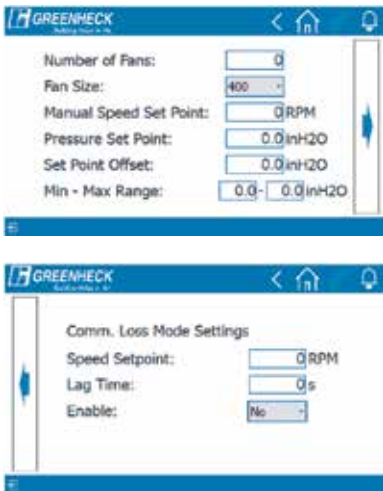 GREENHECK
Number of Fans: 0
Fan Size: 400
Manual Speed Set Point: 0 RPM
Pressure Set Point: 0.0 inH2O
Set Point Offset: 0.0 inH2O
Min - Max Range: 0.0 - 0.0 inH2O
GREENHECK
Comm. Loss Mode Settings
Speed Setpoint: 0 RPM
Lag Time: 0 s
Enable: No